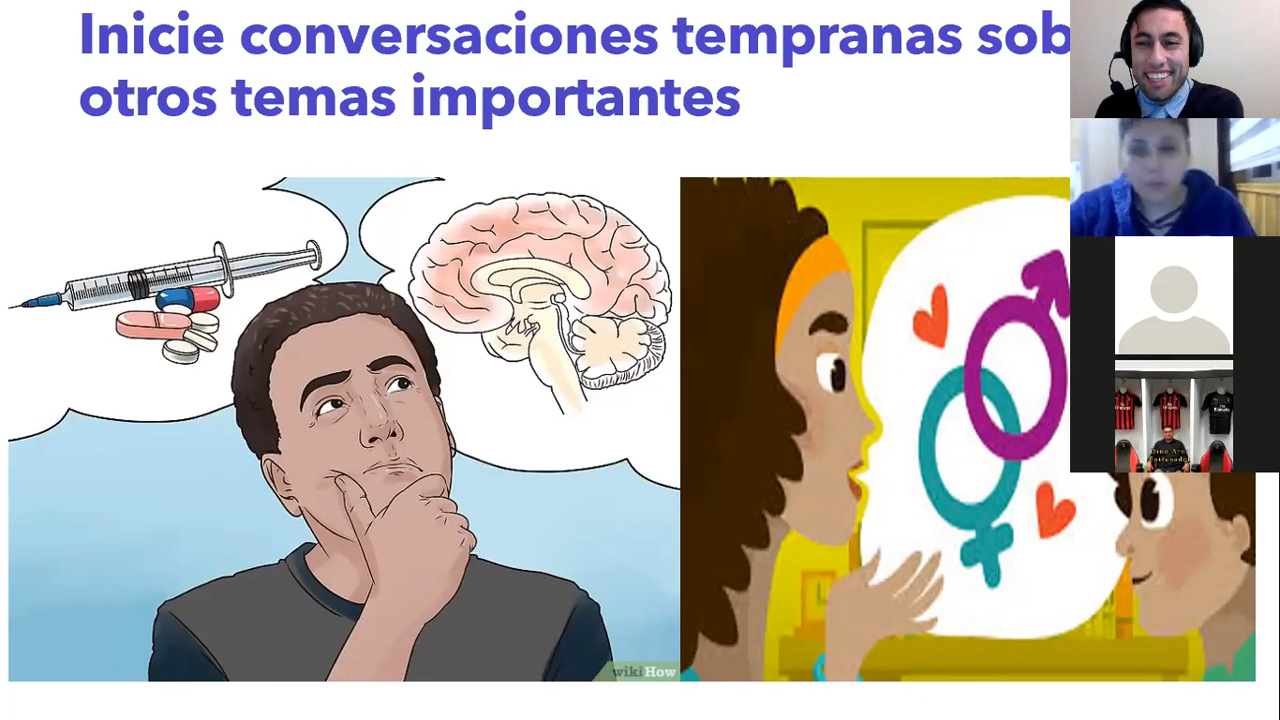 Inicie conversaciones tempranas sob
otros temas importantes
wikiHow